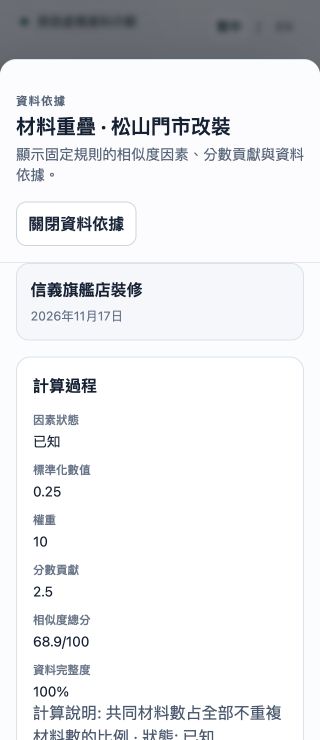 資料依據
材料重疊 · 松山門市改裝
顯示固定規則的相似度因素、分數貢獻與資料
依據。
關閉資料依據
信義旗艦店裝修
2026年11月17日
計算過程
因素狀態
已知
標準化數值
0.25
權重
10
分數貢獻
2.5
相似度總分
68.9/100
資料完整度
100%
計算說明: 共同材料數占全部不重複
材料數的比例 · 狀態: 已知